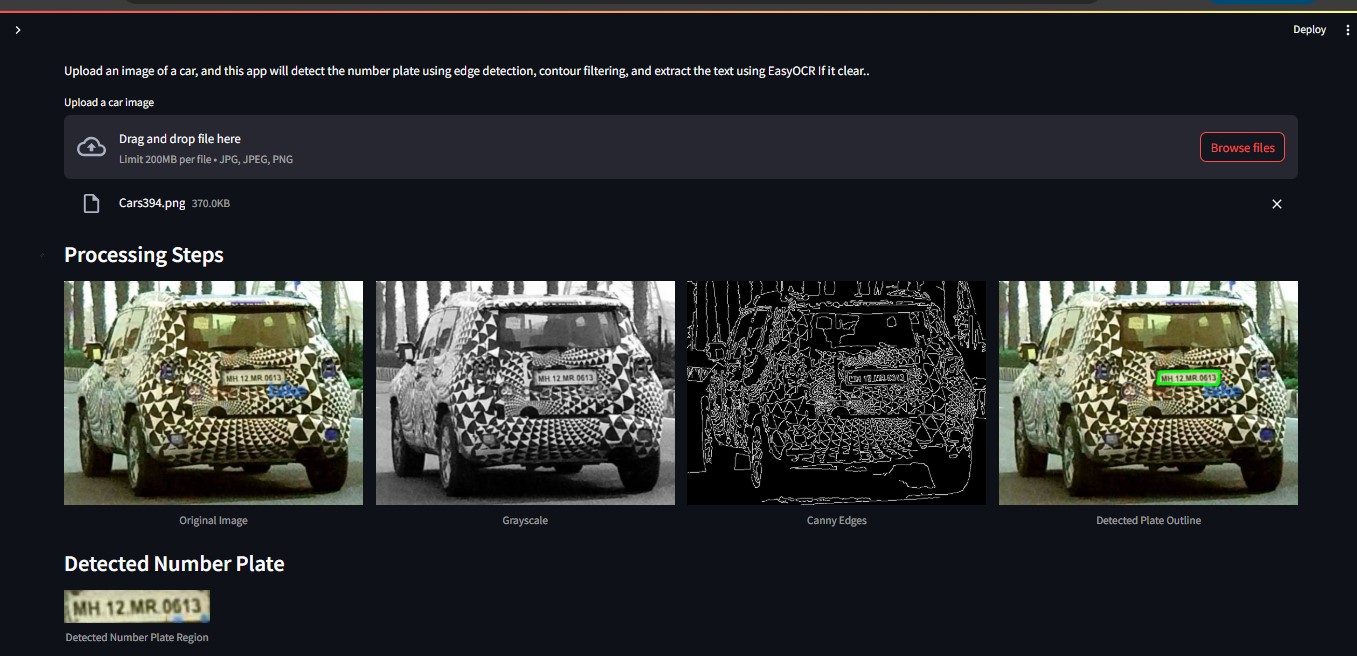 Deploy
Upload an image of a car, and this app will detect the number plate using edge detection, contour filtering, and extract the text using EasyOCR If it clear..
Upload a car image
Drag and drop file here
Limit 200MB per file • JPG, JPEG, PNG
Browse files
Cars394.png 370.0KB
Processing Steps
MH 12.MR.0613
MH 12.MR.0613
MH 12.MR.0613
MH 12.MR.0613
Original Image
Grayscale
Canny Edges
Detected Plate Outline
Detected Number Plate
MH 12.MR.0613
Detected Number Plate Region